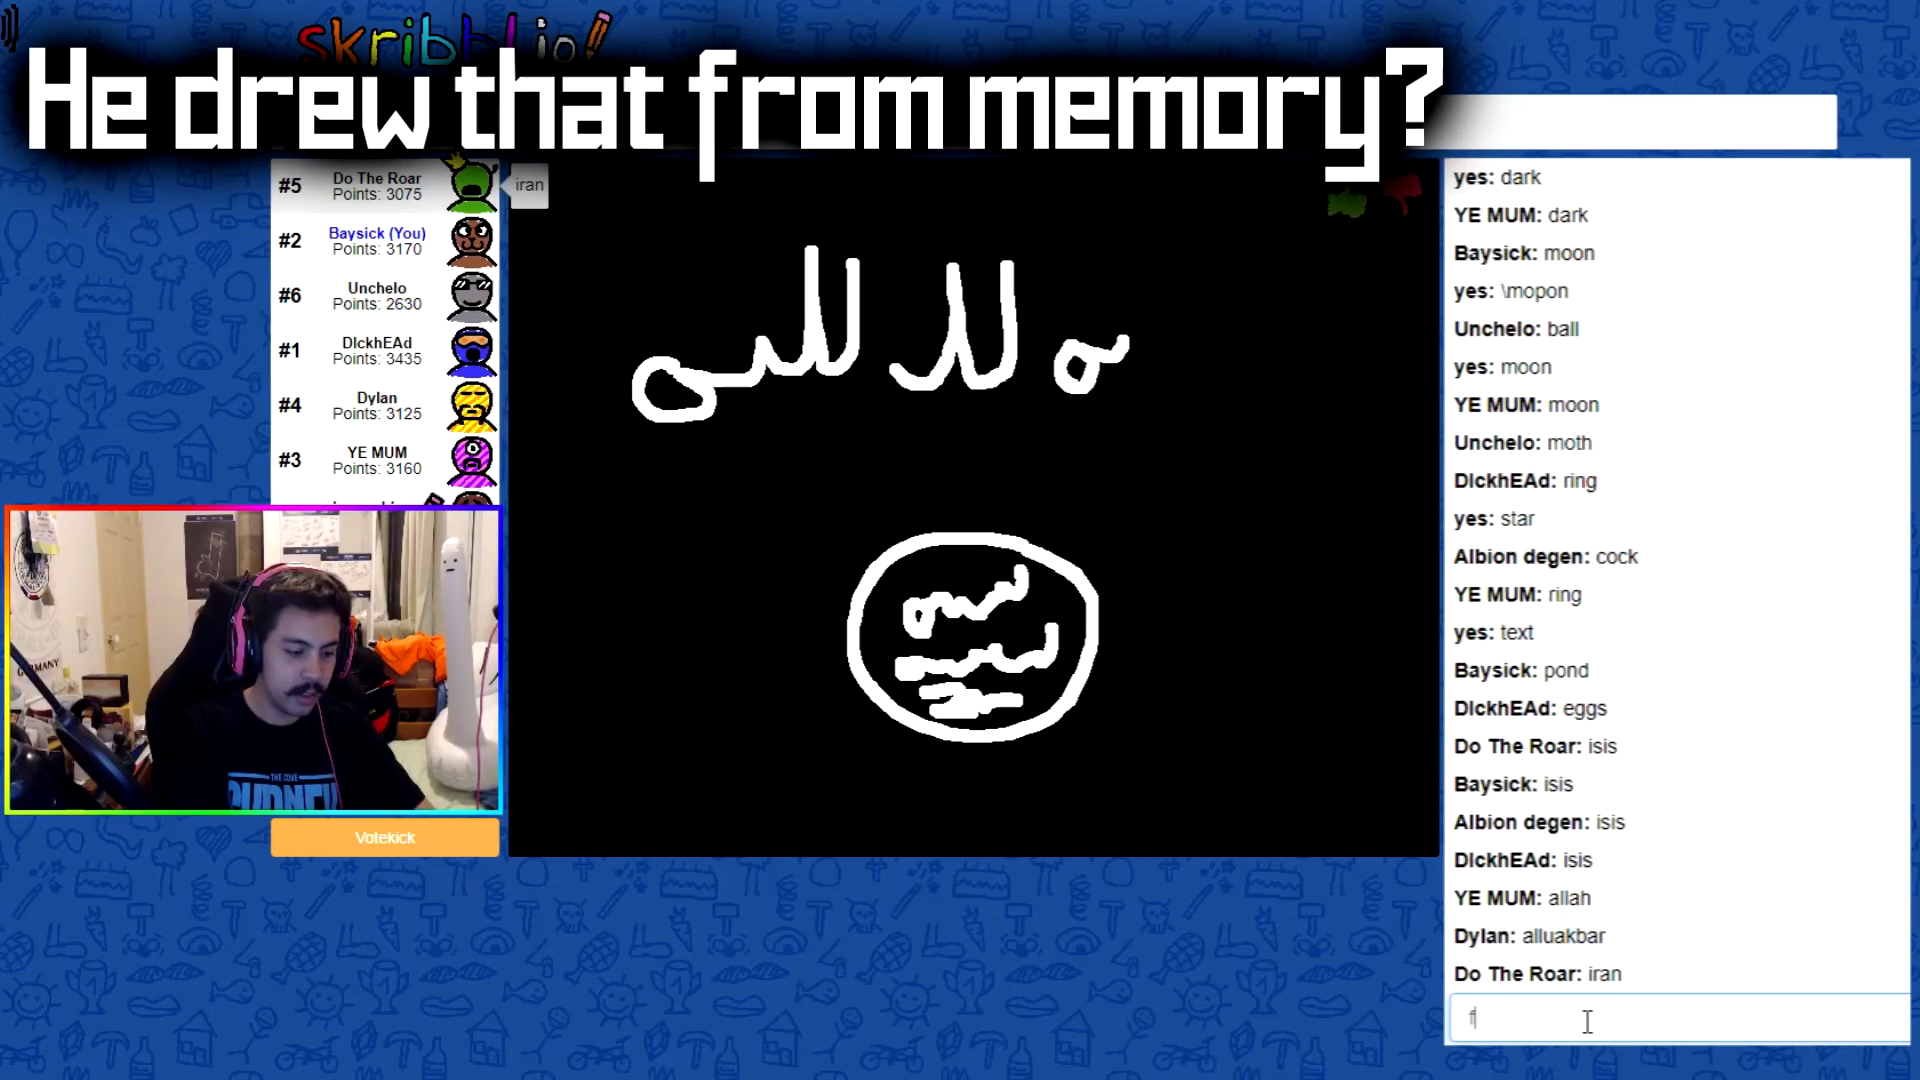 skribbl.io!
He drew that from memory?
#5 Do The Roar
Points: 3075
iran
#2 Baysick (You)
Points: 3170
#6 Unchelo
Points: 2630
#1 DIckhEAd
Points: 3435
#4 Dylan
Points: 3125
#3 YE MUM
Points: 3160
GERMANY
THE COVE
Votekick
yes: dark
YE MUM: dark
Baysick: moon
yes: \mopon
Unchelo: ball
yes: moon
YE MUM: moon
Unchelo: moth
DIckhEAd: ring
yes: star
Albion degen: cock
YE MUM: ring
yes: text
Baysick: pond
DIckhEAd: eggs
Do The Roar: isis
Baysick: isis
Albion degen: isis
DIckhEAd: isis
YE MUM: allah
Dylan: alluakbar
Do The Roar: iran
f